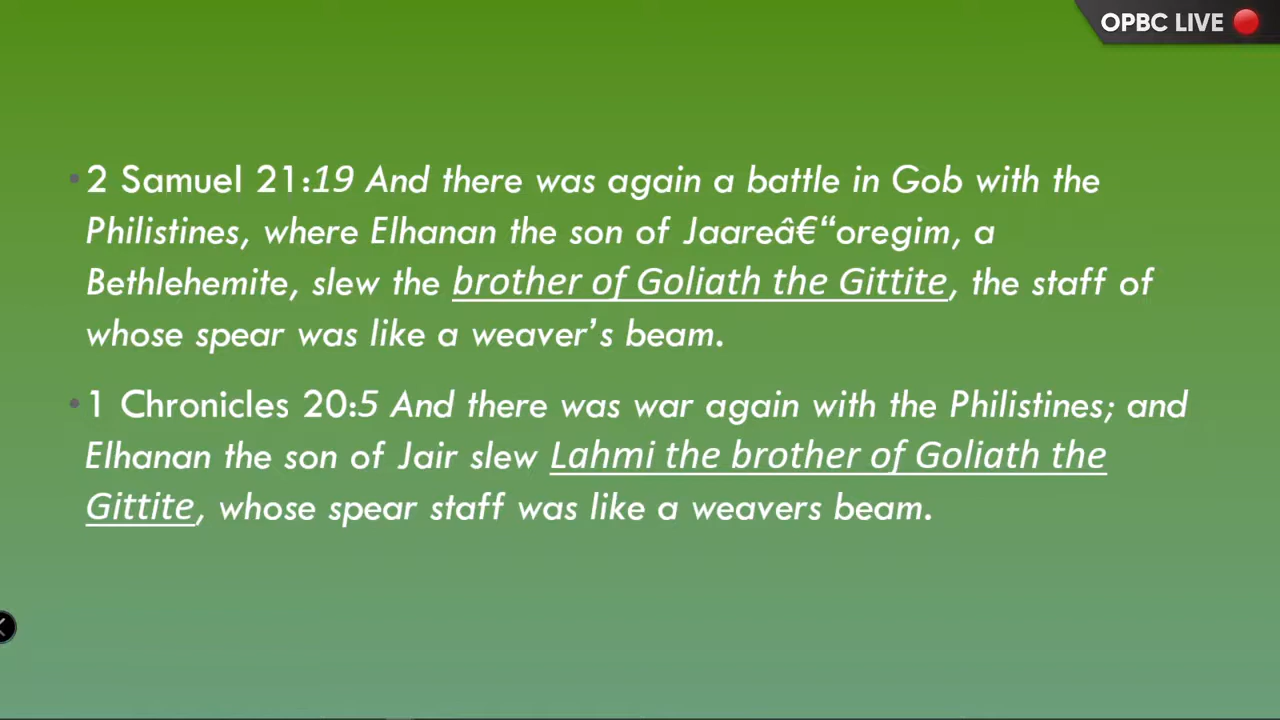 OPBC LIVE
• 2 Samuel 21:19 And there was again a battle in Gob with the
Philistines, where Elhanan the son of Jaareâ€“oregim, a
Bethlehemite, slew the brother of Goliath the Gittite, the staff of
whose spear was like a weaver’s beam.
• 1 Chronicles 20:5 And there was war again with the Philistines; and
Elhanan the son of Jair slew Lahmi the brother of Goliath the
Gittite, whose spear staff was like a weavers beam.